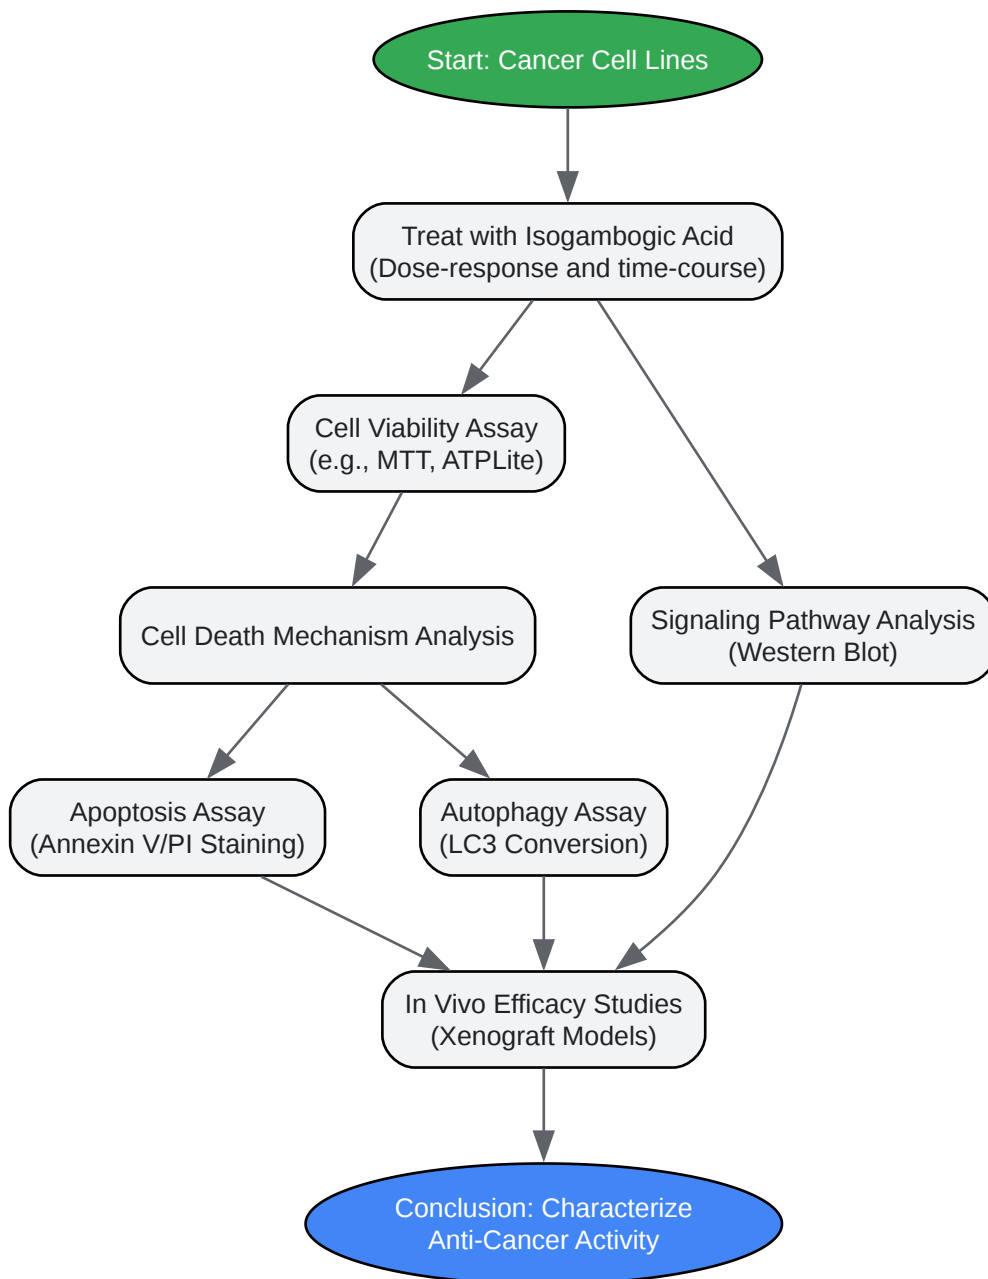 Start: Cancer Cell Lines
Treat with Isogambogic Acid
(Dose-response and time-course)
Cell Viability Assay
(e.g., MTT, ATPLite)
Cell Death Mechanism Analysis
Signaling Pathway Analysis
(Western Blot)
Apoptosis Assay
(Annexin V/PI Staining)
Autophagy Assay
(LC3 Conversion)
In Vivo Efficacy Studies
(Xenograft Models)
Conclusion: Characterize
Anti-Cancer Activity